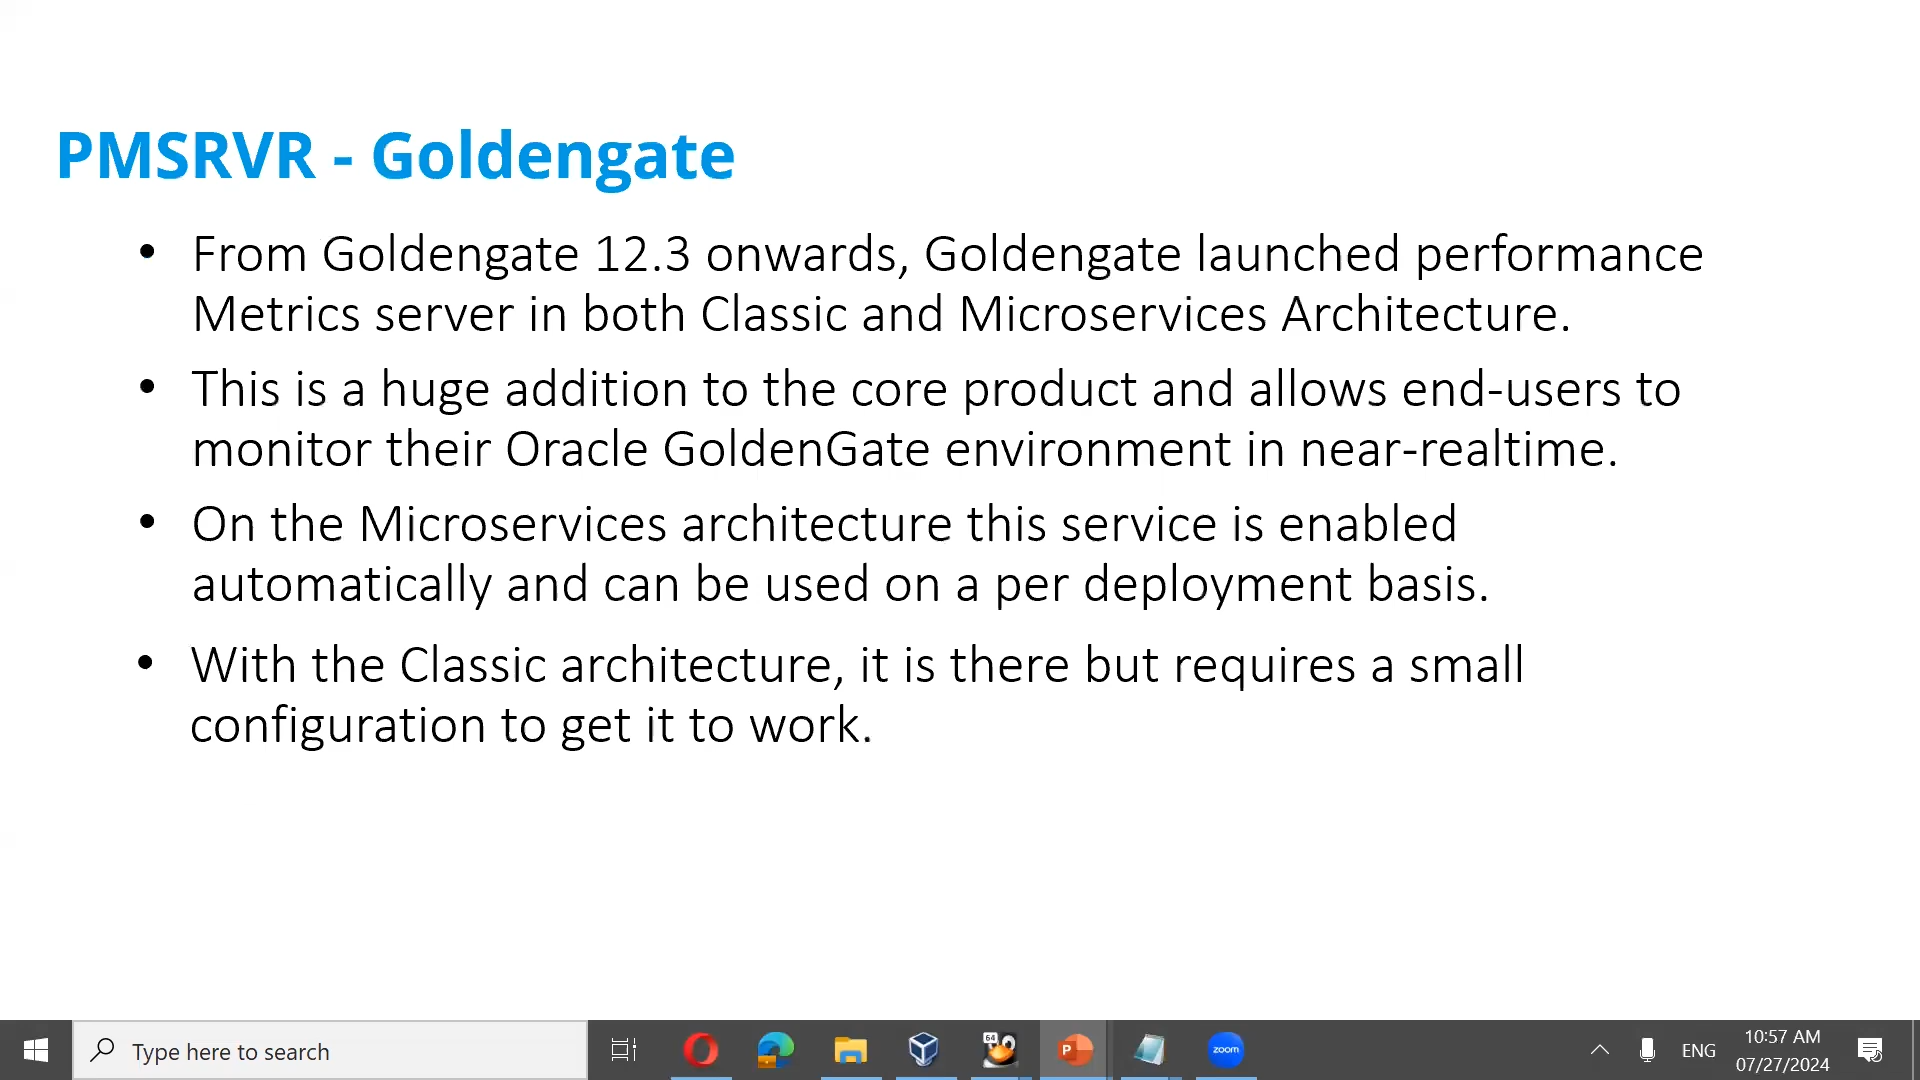 PMSRVR - Goldengate
• From Goldengate 12.3 onwards, Goldengate launched performance
Metrics server in both Classic and Microservices Architecture.
• This is a huge addition to the core product and allows end-users to
monitor their Oracle GoldenGate environment in near-realtime.
• On the Microservices architecture this service is enabled
automatically and can be used on a per deployment basis.
• With the Classic architecture, it is there but requires a small
configuration to get it to work.
Type here to search
64
P
zoom
ENG
10:57 AM
07/27/2024